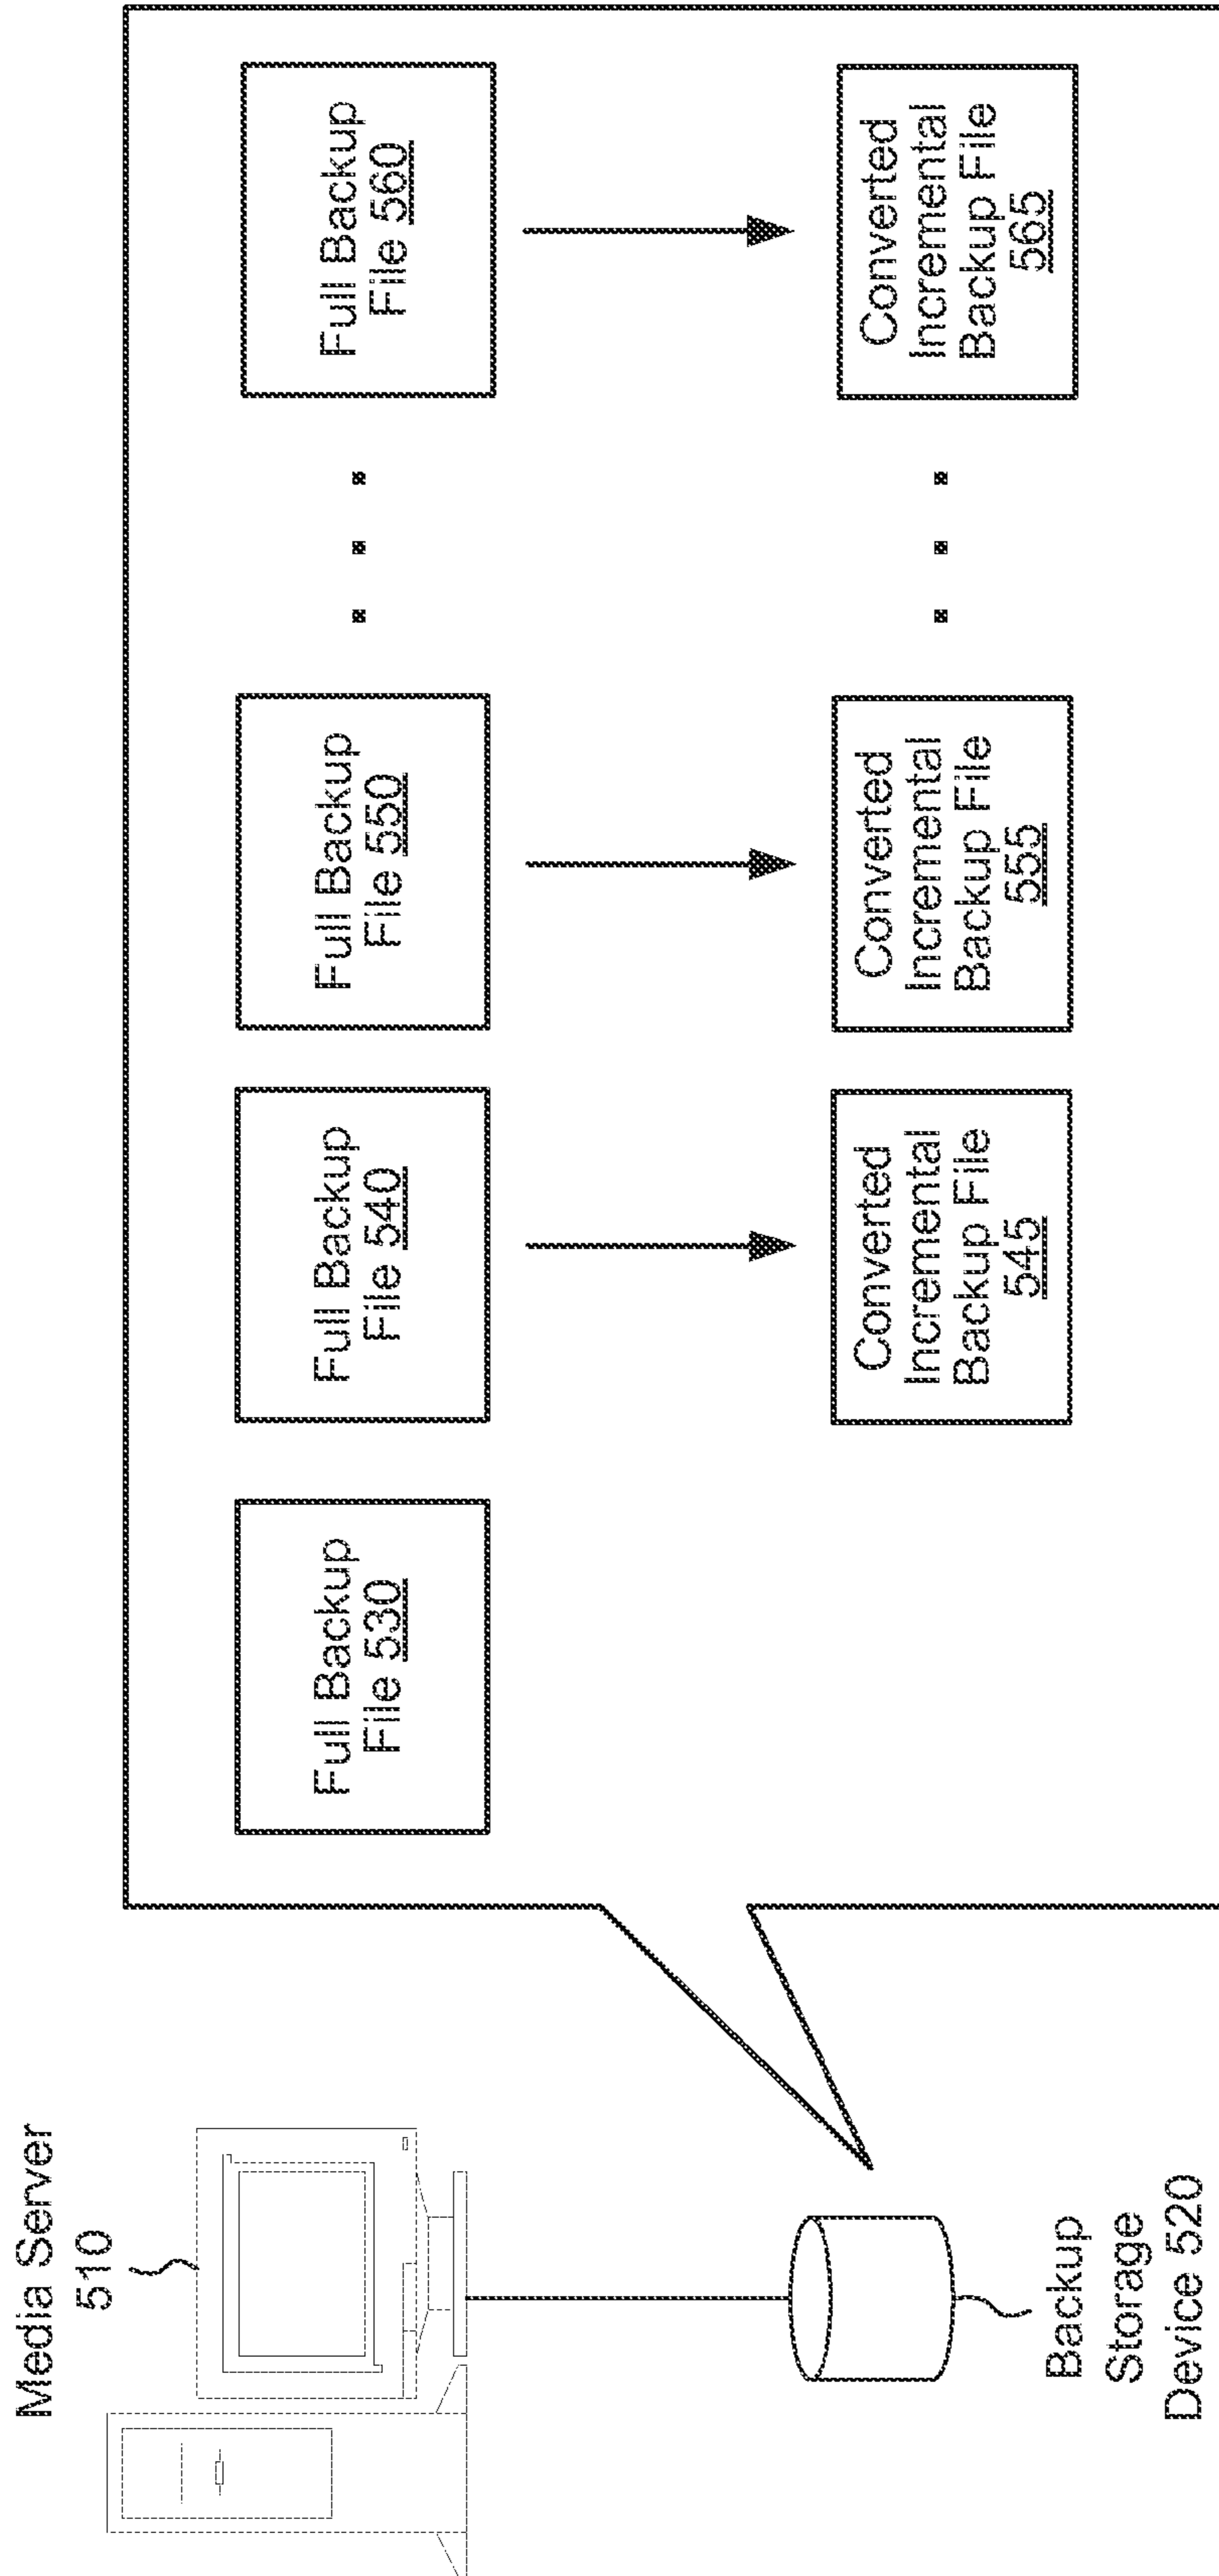 Media Server
510
Backup
Storage
Device 520
Full Backup
File 530
Full Backup
File 540
Full Backup
File 550
Full Backup
File 560
Converted
Incremental
Backup File
545
Converted
Incremental
Backup File
555
Converted
Incremental
Backup File
565